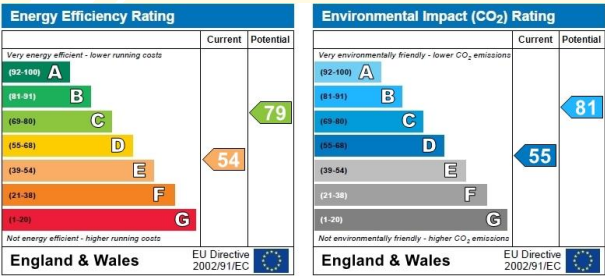 Energy Efficiency Rating
Current Potential
Very energy efficient - lower running costs
(92-100) A
(81-91) B
(69-80) C
(55-68) D
(39-54) E
(21-38) F
(1-20) G
79
54
Not energy efficient - higher running costs
England & Wales
EU Directive
2002/91/EC
Environmental Impact (CO₂) Rating
Current Potential
Very environmentally friendly - lower CO₂ emissions
(92-100) A
(81-91) B
(69-80) C
(55-68) D
(39-54) E
(21-38) F
(1-20) G
81
55
Not environmentally friendly - higher CO₂ emissions
England & Wales
EU Directive
2002/91/EC